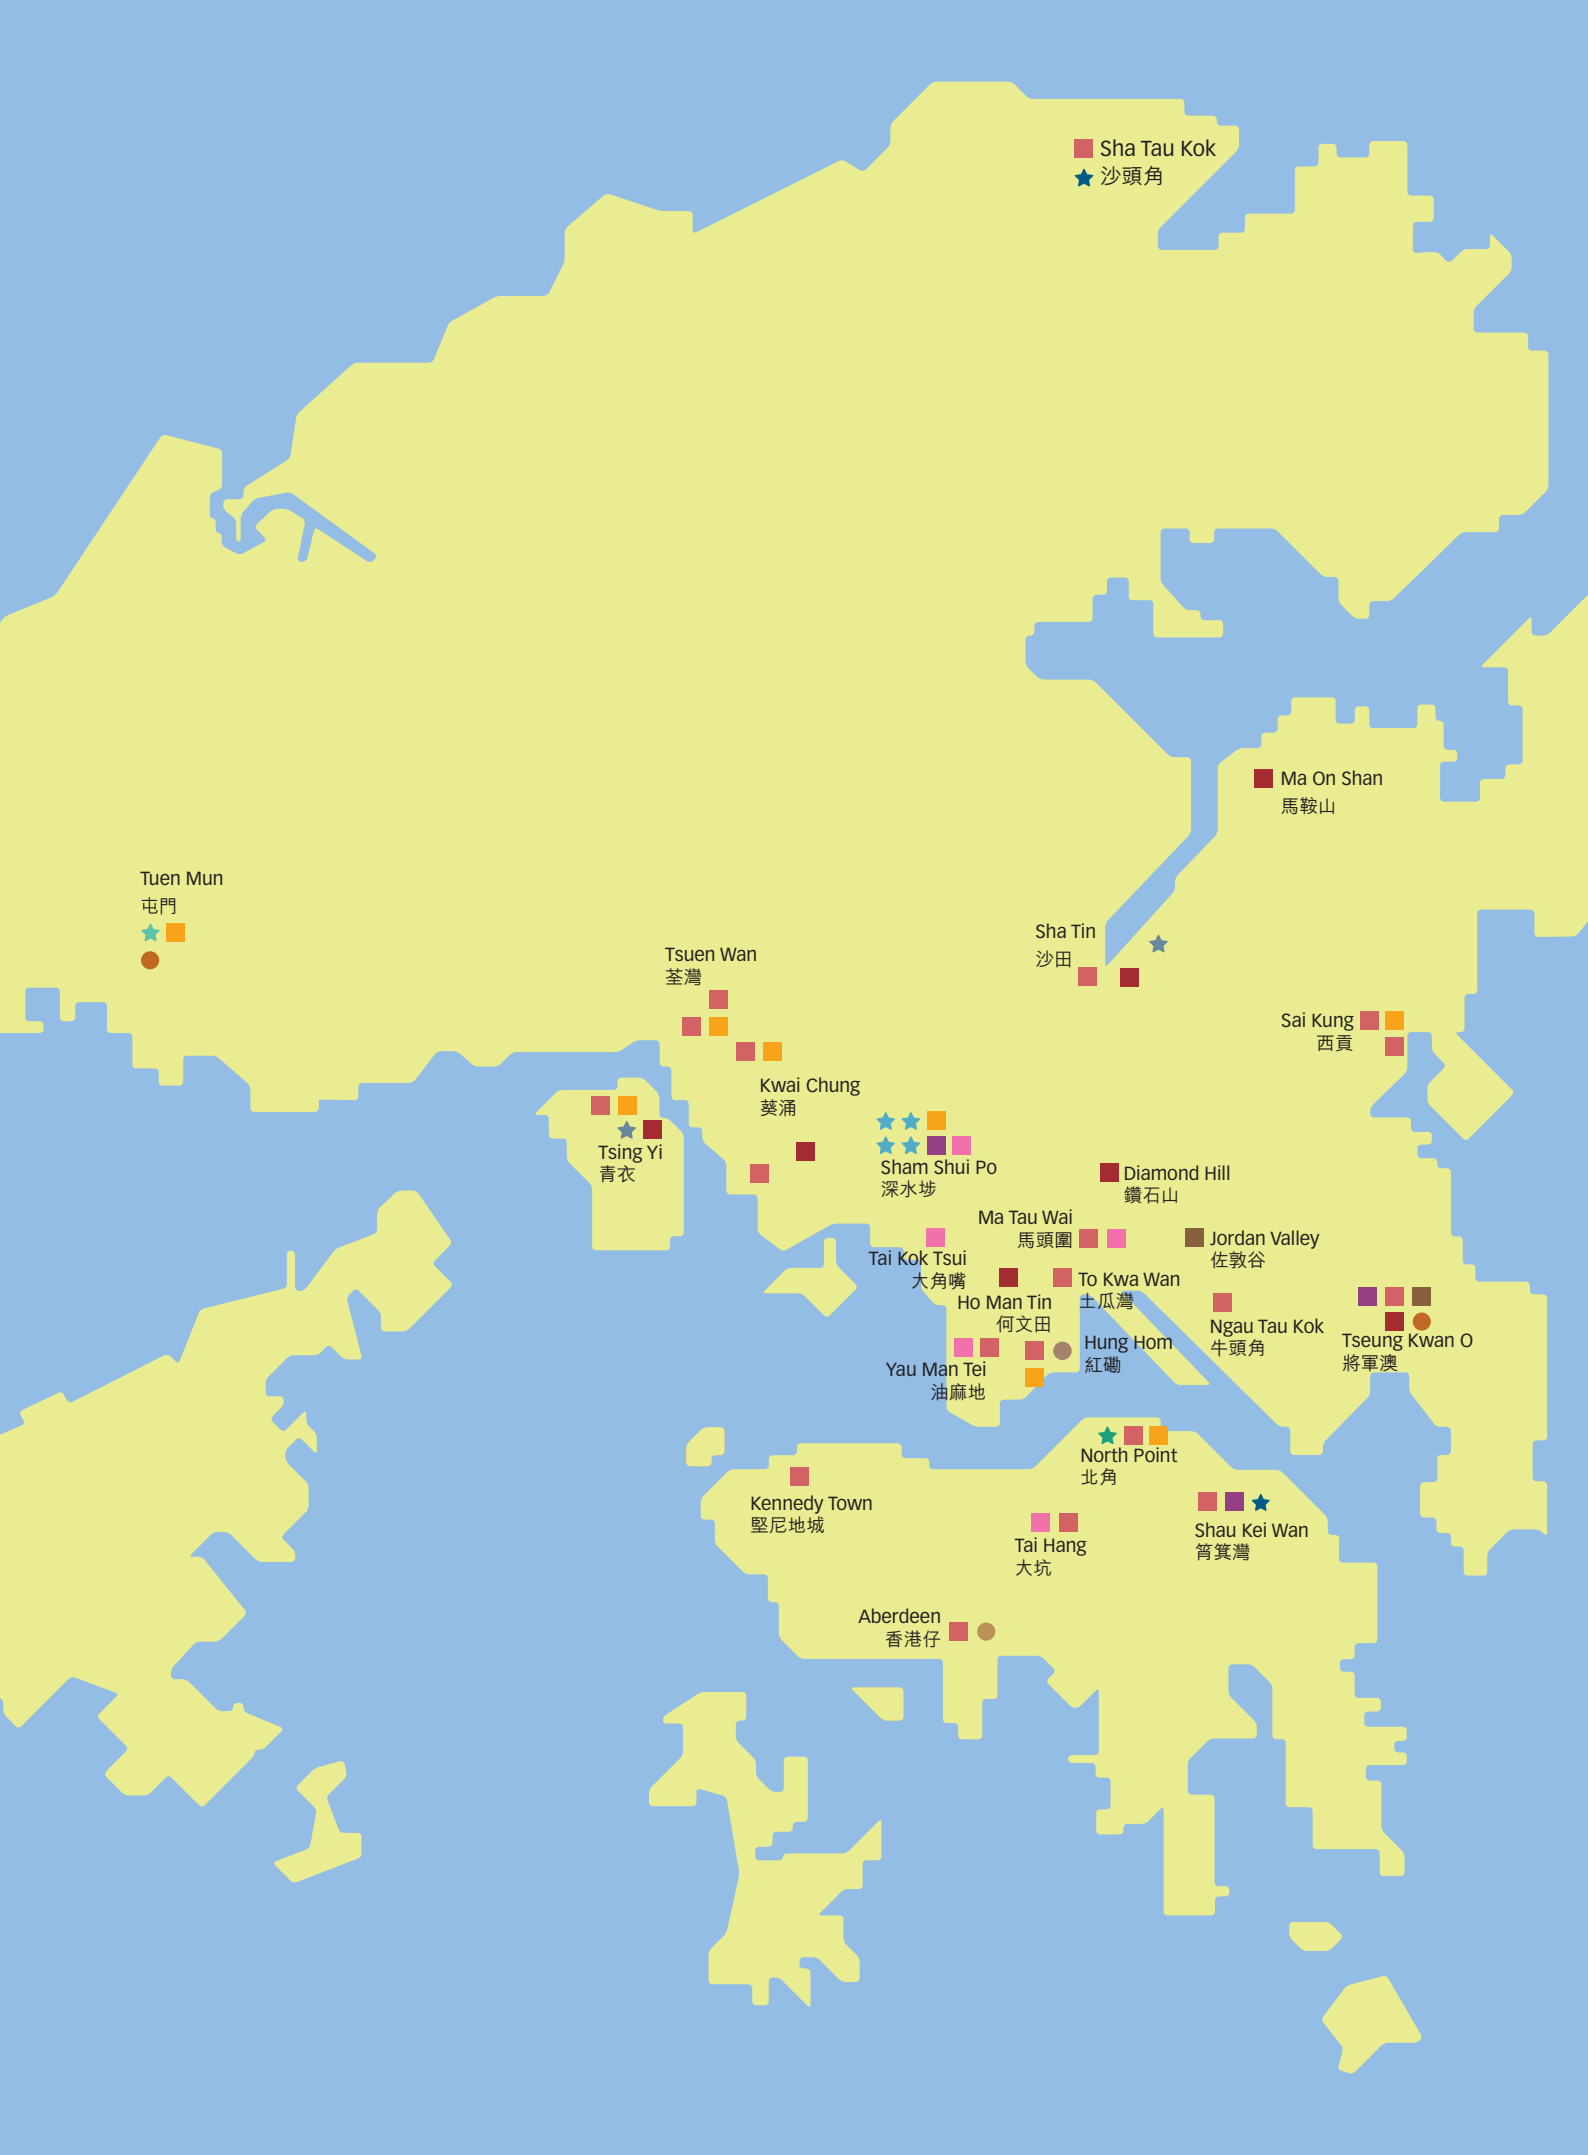 Sha Tau Kok
沙頭角
Ma On Shan
馬鞍山
Tuen Mun
屯門
Sha Tin
沙田
Tsuen Wan
荃灣
Sai Kung
西貢
Kwai Chung
葵涌
Tsing Yi
青衣
Sham Shui Po
深水埗
Diamond Hill
鑽石山
Ma Tau Wai
馬頭圍
Jordan Valley
佐敦谷
Tai Kok Tsui
大角嘴
To Kwa Wan
土瓜灣
Ho Man Tin
何文田
Ngau Tau Kok
牛頭角
Tseung Kwan O
將軍澳
Hung Hom
紅磡
Yau Man Tei
油麻地
North Point
北角
Kennedy Town
堅尼地城
Shau Kei Wan
筲箕灣
Tai Hang
大坑
Aberdeen
香港仔